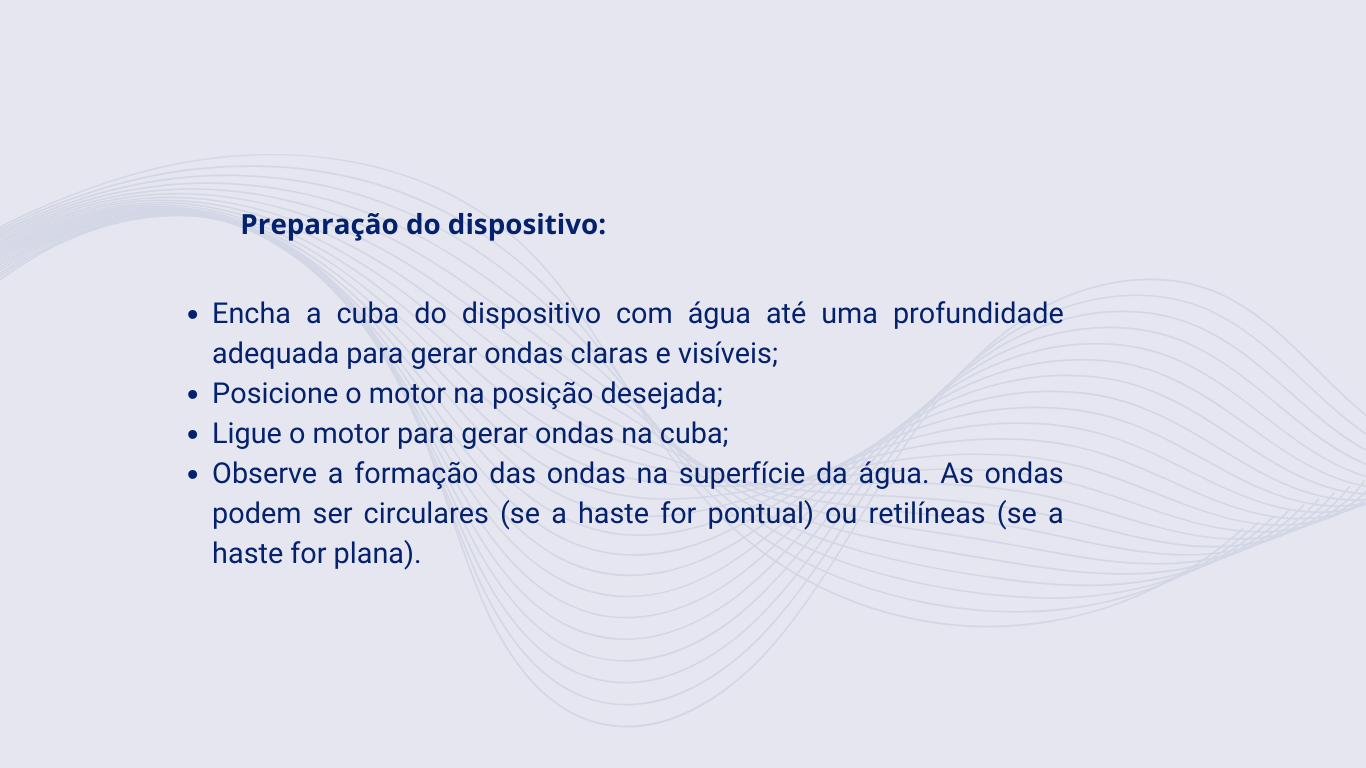 Preparação do dispositivo:
• Encha a cuba do dispositivo com água até uma profundidade
adequada para gerar ondas claras e visíveis;
• Posicione o motor na posição desejada;
• Ligue o motor para gerar ondas na cuba;
• Observe a formação das ondas na superfície da água. As ondas
podem ser circulares (se a haste for pontual) ou retilíneas (se a
haste for plana).